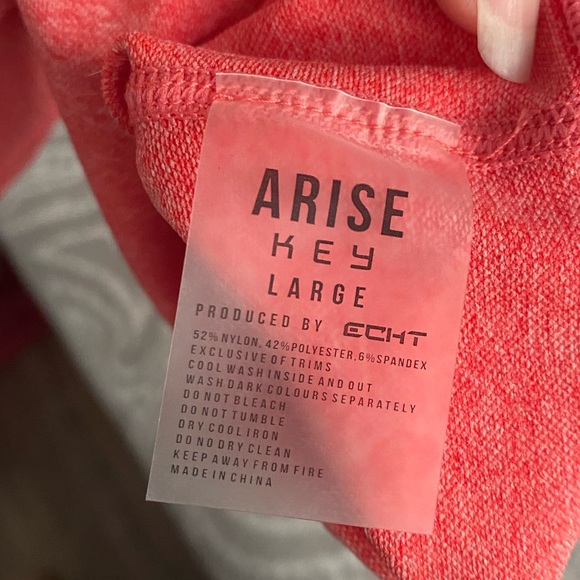 ARISE
KEY
LARGE
PRODUCED BY ECHT
52% NYLON, 42% POLYESTER, 6% SPANDEX
EXCLUSIVE OF TRIMS
COOL WASH INSIDE AND OUT
WASH DARK COLOURS SEPARATELY
DO NOT BLEACH
DO NOT TUMBLE
DRY COOL IRON
DO NO DRY CLEAN
KEEP AWAY FROM FIRE
MADE IN CHINA